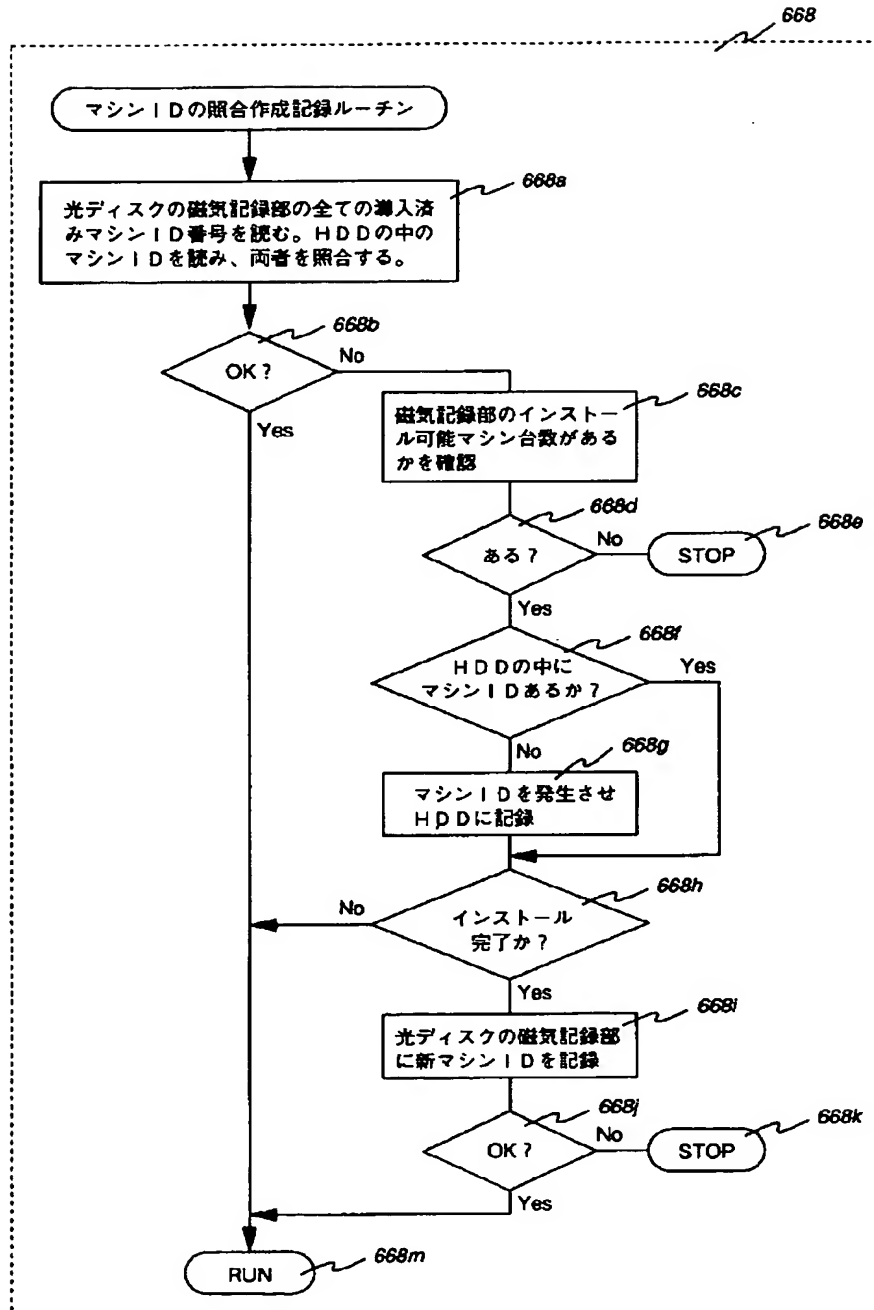 668
マシンIDの照合作成記録ルーチン
668a
光ディスクの磁気記録部の全ての導入済
みマシンID番号を読む。HDDの中の
マシンIDを読み、両者を照合する。
668b
OK?
No
Yes
668c
磁気記録部のインストー
ル可能マシン台数がある
かを確認
668d
ある?
No
668e
STOP
Yes
668f
HDDの中に
マシンIDあるか?
Yes
No
668g
マシンIDを発生させ
HDDに記録
668h
No
インストール
完了か?
Yes
668i
光ディスクの磁気記録部
に新マシンIDを記録
668j
OK?
No
668k
STOP
Yes
668m
RUN